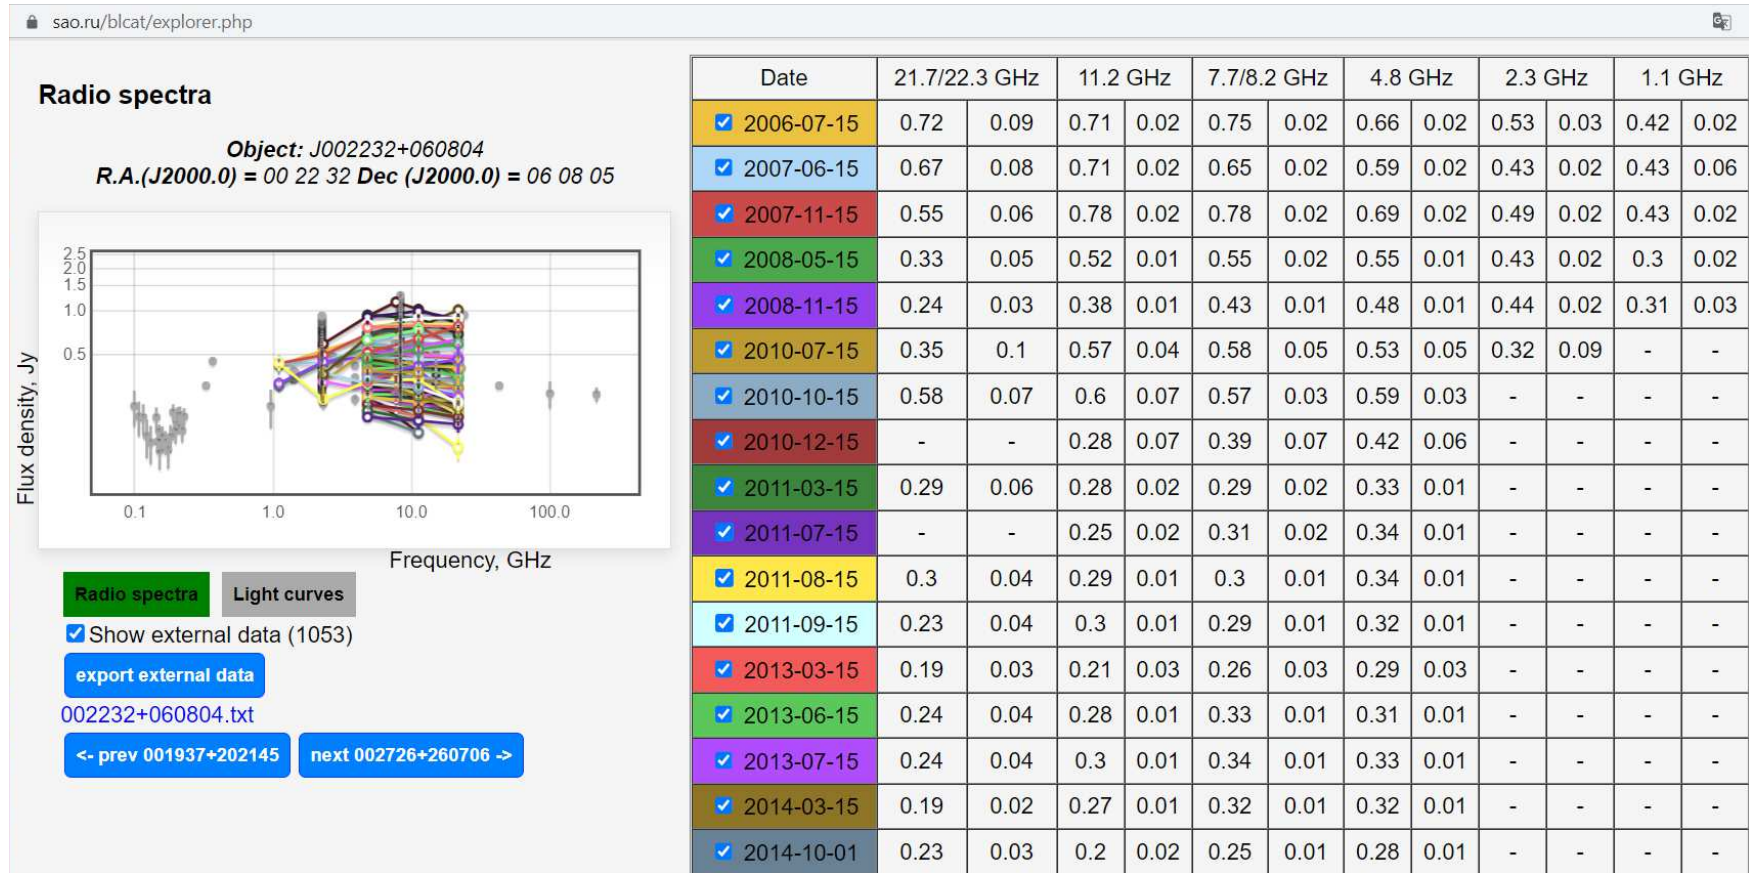 sao.ru/blcat/explorer.php
Radio spectra
Object: J002232+060804
R.A.(J2000.0) = 00 22 32 Dec (J2000.0) = 06 08 05
2.5
2.0
1.5
1.0
0.5
Flux density, Jy
0.1 1.0 10.0 100.0
Frequency, GHz
Radio spectra Light curves
Show external data (1053)
export external data
002232+060804.txt
<- prev 001937+202145 next 002726+260706 ->
Date 21.7/22.3 GHz 11.2 GHz 7.7/8.2 GHz 4.8 GHz 2.3 GHz 1.1 GHz
2006-07-15 0.72 0.09 0.71 0.02 0.75 0.02 0.66 0.02 0.53 0.03 0.42 0.02
2007-06-15 0.67 0.08 0.71 0.02 0.65 0.02 0.59 0.02 0.43 0.02 0.43 0.06
2007-11-15 0.55 0.06 0.78 0.02 0.78 0.02 0.69 0.02 0.49 0.02 0.43 0.02
2008-05-15 0.33 0.05 0.52 0.01 0.55 0.02 0.55 0.01 0.43 0.02 0.3 0.02
2008-11-15 0.24 0.03 0.38 0.01 0.43 0.01 0.48 0.01 0.44 0.02 0.31 0.03
2010-07-15 0.35 0.1 0.57 0.04 0.58 0.05 0.53 0.05 0.32 0.09 - -
2010-10-15 0.58 0.07 0.6 0.07 0.57 0.03 0.59 0.03 - - - -
2010-12-15 - - 0.28 0.07 0.39 0.07 0.42 0.06 - - - -
2011-03-15 0.29 0.06 0.28 0.02 0.29 0.02 0.33 0.01 - - - -
2011-07-15 - - 0.25 0.02 0.31 0.02 0.34 0.01 - - - -
2011-08-15 0.3 0.04 0.29 0.01 0.3 0.01 0.34 0.01 - - - -
2011-09-15 0.23 0.04 0.3 0.01 0.29 0.01 0.32 0.01 - - - -
2013-03-15 0.19 0.03 0.21 0.03 0.26 0.03 0.29 0.03 - - - -
2013-06-15 0.24 0.04 0.28 0.01 0.33 0.01 0.31 0.01 - - - -
2013-07-15 0.24 0.04 0.3 0.01 0.34 0.01 0.33 0.01 - - - -
2014-03-15 0.19 0.02 0.27 0.01 0.32 0.01 0.32 0.01 - - - -
2014-10-01 0.23 0.03 0.2 0.02 0.25 0.01 0.28 0.01 - - - -